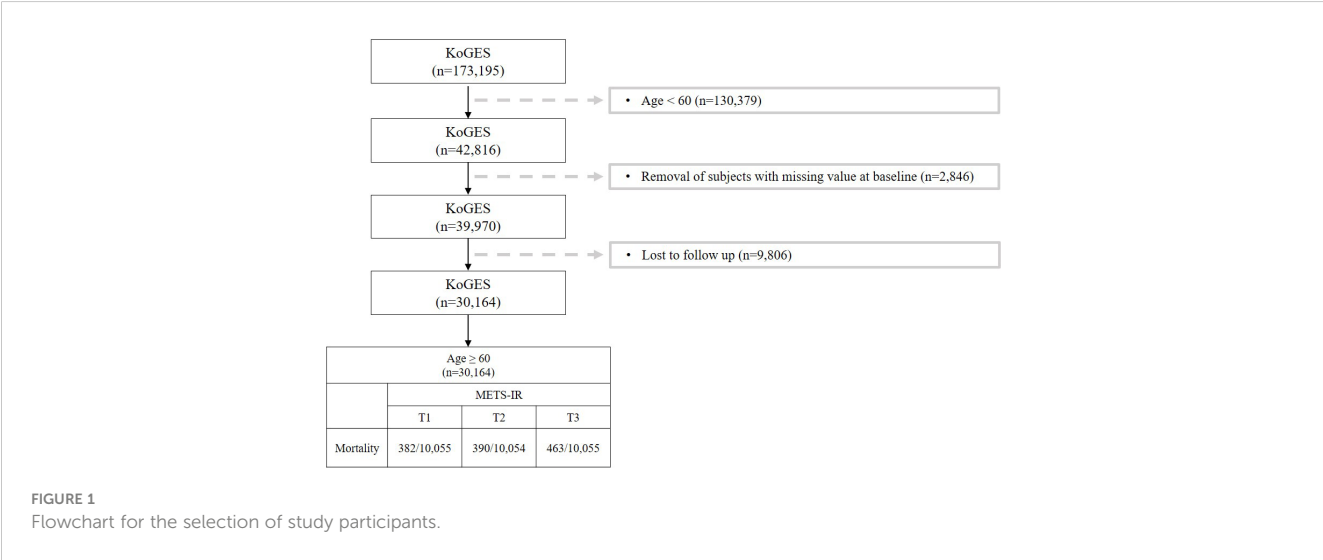 KoGES
(n=173,195)
• Age < 60 (n=130,379)
KoGES
(n=42,816)
• Removal of subjects with missing value at baseline (n=2,846)
KoGES
(n=39,970)
• Lost to follow up (n=9,806)
KoGES
(n=30,164)
Age ≥ 60
(n=30,164)
METS-IR
T1 T2 T3
Mortality 382/10,055 390/10,054 463/10,055
FIGURE 1
Flowchart for the selection of study participants.